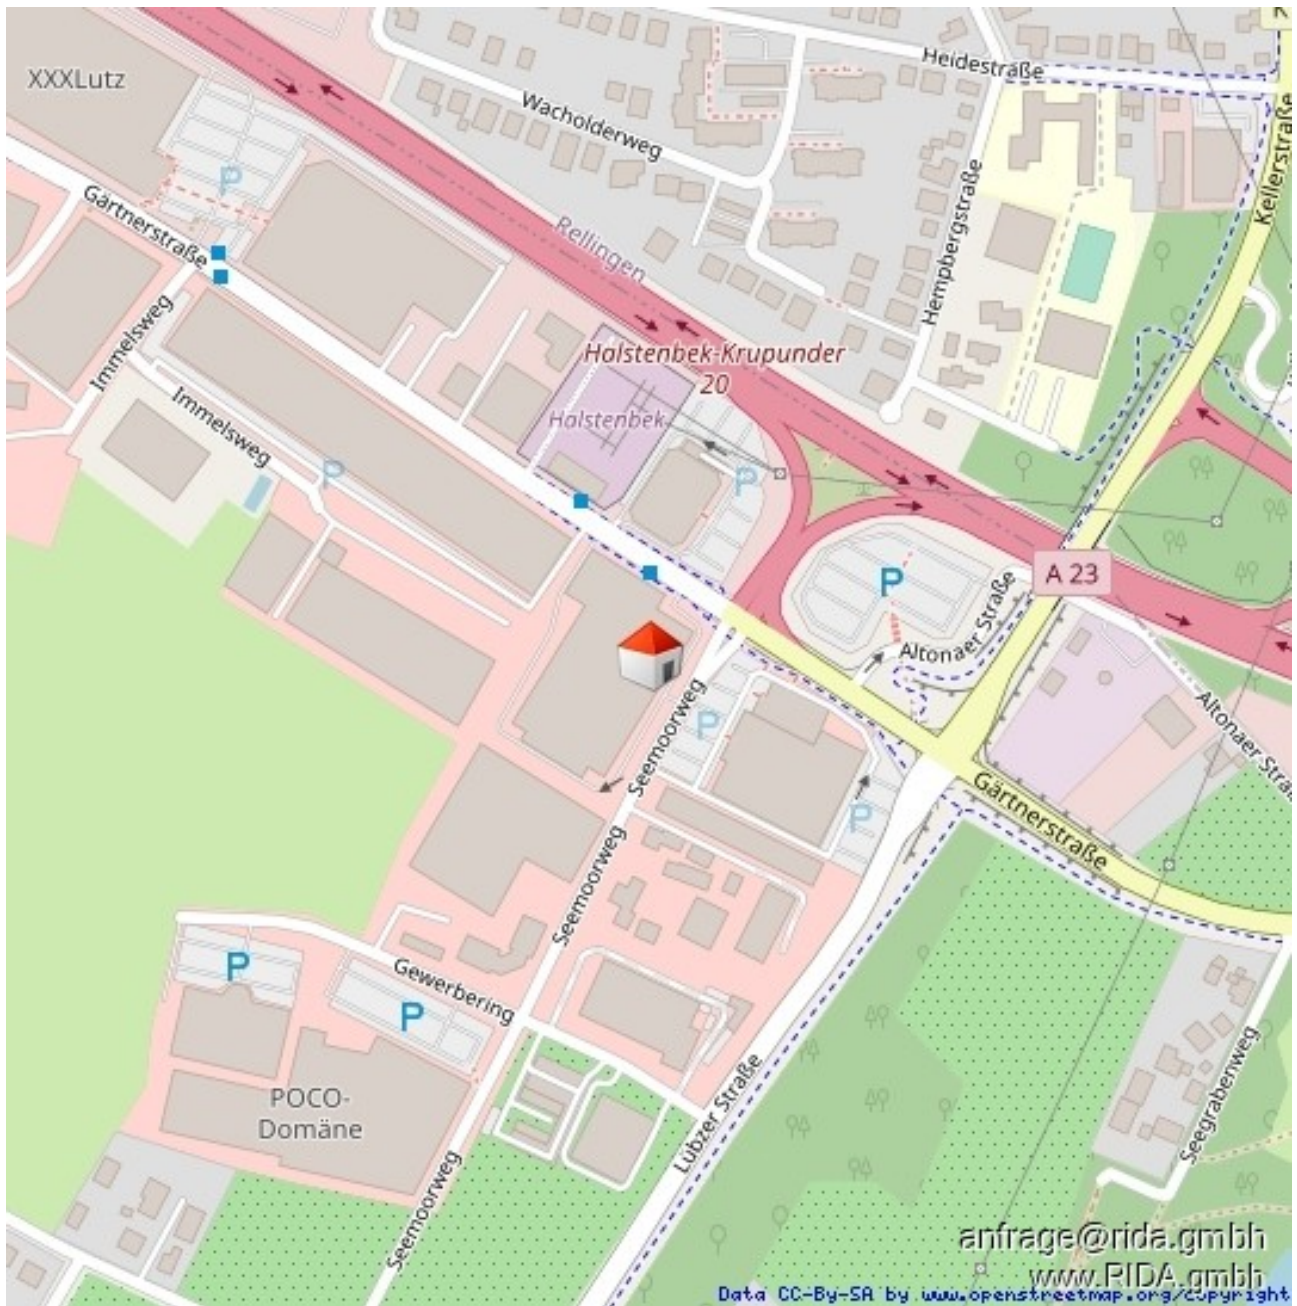 XXXLutz
P
Gärtnerstraße
Immelsweg
Immelsweg
P
Wacholderweg
Heidestraße
Kellerstraße
Hempbergstraße
Rellingen
Halstenbek-Krupunder
20
Halstenbek
P
P
A 23
Altonaer Straße
Altonaer
Seemoorweg
P
P
Gärtnerstraße
Seemoorweg
Gewerbering
P
P
POCO-
Domäne
Seemoorweg
Lübzer Straße
Seegrabenweg
anfrage@rida.gmbh
www.RIDA.gmbh
Data CC-By-SA by www.openstreetmap.org/copyright